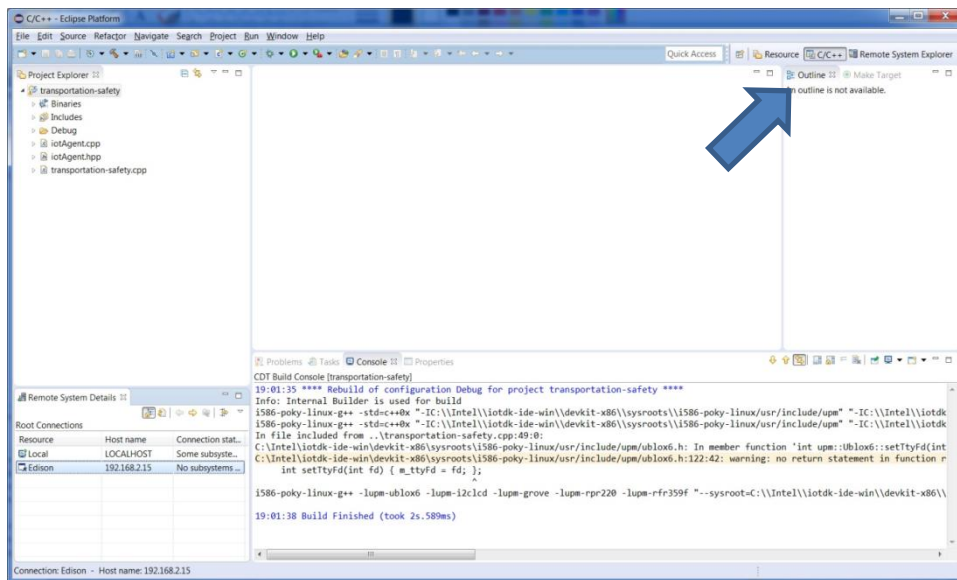 C/C++ - Eclipse Platform
File Edit Source Refactor Navigate Search Project Run Window Help
Quick Access Resource C/C++ Remote System Explorer
Project Explorer
transportation-safety
Binaries
Includes
Debug
iotAgent.cpp
iotAgent.hpp
transportation-safety.cpp
Outline Make Target
outline is not available.
Remote System Details
Root Connections
Resource Host name Connection stat...
Local LOCALHOST Some subsyste...
Edison 192.168.2.15 No subsystems ...
Problems Tasks Console Properties
CDT Build Console [transportation-safety]
19:01:35 **** Rebuild of configuration Debug for project transportation-safety ****
Info: Internal Builder is used for build
i586-poky-linux-g++ -std=c++0x "-IC:\\Intel\\iotdk-ide-win\\devkit-x86\\sysroots\\i586-poky-linux/usr/include/upm" "-IC:\\Intel\\iotdk
i586-poky-linux-g++ -std=c++0x "-IC:\\Intel\\iotdk-ide-win\\devkit-x86\\sysroots\\i586-poky-linux/usr/include/upm" "-IC:\\Intel\\iotdk
In file included from ..\transportation-safety.cpp:49:0:
C:\Intel\iotdk-ide-win\devkit-x86\sysroots\i586-poky-linux/usr/include/upm/ublox6.h: In member function 'int upm::Ublox6::setTtyFd(int
C:\Intel\iotdk-ide-win\devkit-x86\sysroots\i586-poky-linux/usr/include/upm/ublox6.h:122:42: warning: no return statement in function r
int setTtyFd(int fd) { m_ttyFd = fd; };
^
i586-poky-linux-g++ -lupm-ublox6 -lupm-i2clcd -lupm-grove -lupm-rpr220 -lupm-rfr359f "--sysroot=C:\\Intel\\iotdk-ide-win\\devkit-x86\\
19:01:38 Build Finished (took 2s.589ms)
Connection: Edison - Host name: 192.168.2.15